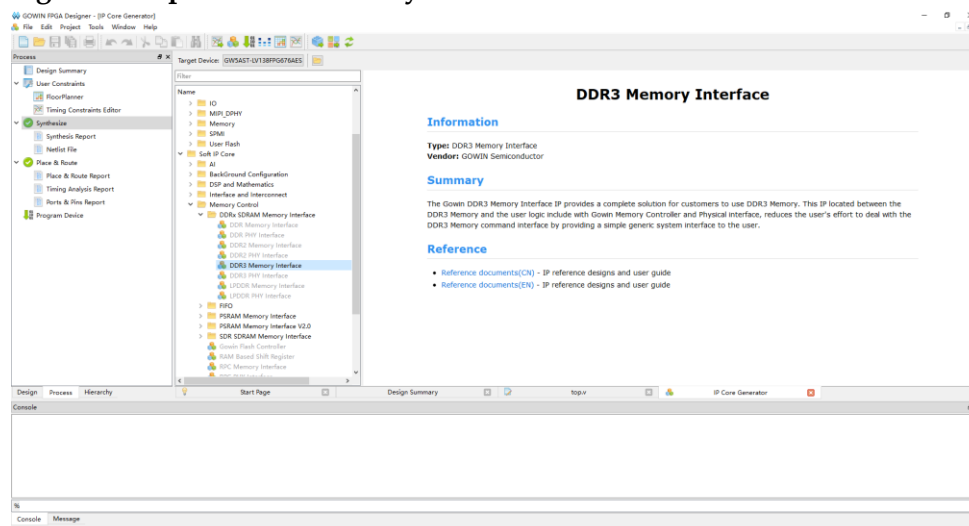 GOWIN FPGA Designer - [IP Core Generator]
File Edit Project Tools Window Help
Process
Design Summary
User Constraints
FloorPlanner
Timing Constraints Editor
Synthesize
Synthesis Report
Netlist File
Place & Route
Place & Route Report
Timing Analysis Report
Ports & Pins Report
Program Device
Target Device: GW5AST-LV138FPG676AES
Filter
Name
IO
MIPI_DPHY
Memory
SPMI
User Flash
Soft IP Core
AI
BackGround Configuration
DSP and Mathematics
Interface and Interconnect
Memory Control
DDRx SDRAM Memory Interface
DDR Memory Interface
DDR PHY Interface
DDR2 Memory Interface
DDR2 PHY Interface
DDR3 Memory Interface
DDR3 PHY Interface
LPDDR Memory Interface
LPDDR PHY Interface
FIFO
PSRAM Memory Interface
PSRAM Memory Interface V2.0
SDR SDRAM Memory Interface
Gowin Flash Controller
RAM Based Shift Register
RPC Memory Interface
DDR3 Memory Interface
Information
Type: DDR3 Memory Interface
Vendor: GOWIN Semiconductor
Summary
The Gowin DDR3 Memory Interface IP provides a complete solution for customers to use DDR3 Memory. This IP located between the
DDR3 Memory and the user logic include with Gowin Memory Controller and Physical interface, reduces the user's effort to deal with the
DDR3 Memory command interface by providing a simple generic system interface to the user.
Reference
Reference documents(CN) - IP reference designs and user guide
Reference documents(EN) - IP reference designs and user guide
Design Process Hierarchy
Start Page Design Summary top.v IP Core Generator
Console
%
Console Message